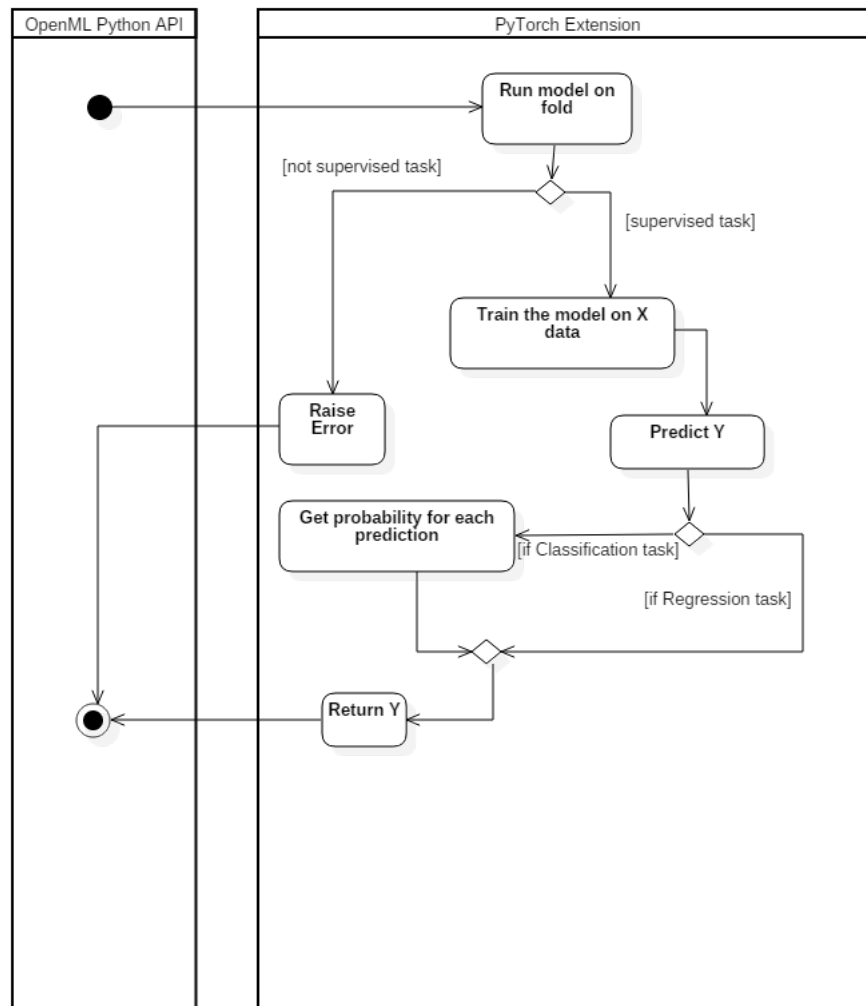 OpenML Python API
PyTorch Extension
Run model on
fold
[not supervised task]
[supervised task]
Train the model on X
data
Raise
Error
Predict Y
Get probability for each
prediction
[if Classification task]
[if Regression task]
Return Y